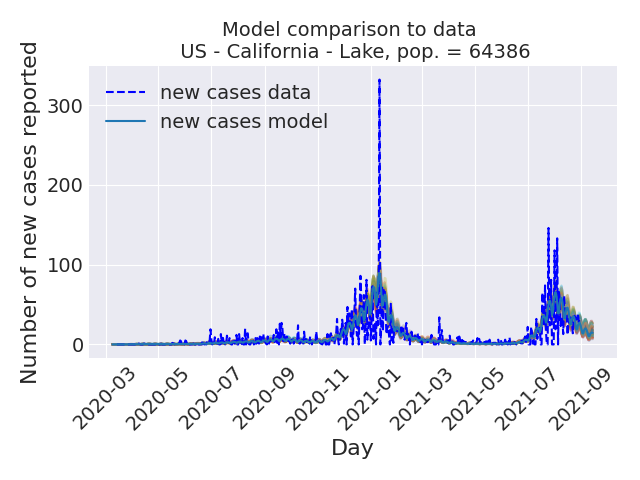 Model comparison to data
US - California - Lake, pop. = 64386
Number of new cases reported
300
200
100
0
new cases data
new cases model
2020-03
2020-05
2020-07
2020-09
2020-11
2021-01
2021-03
2021-05
2021-07
2021-09
Day